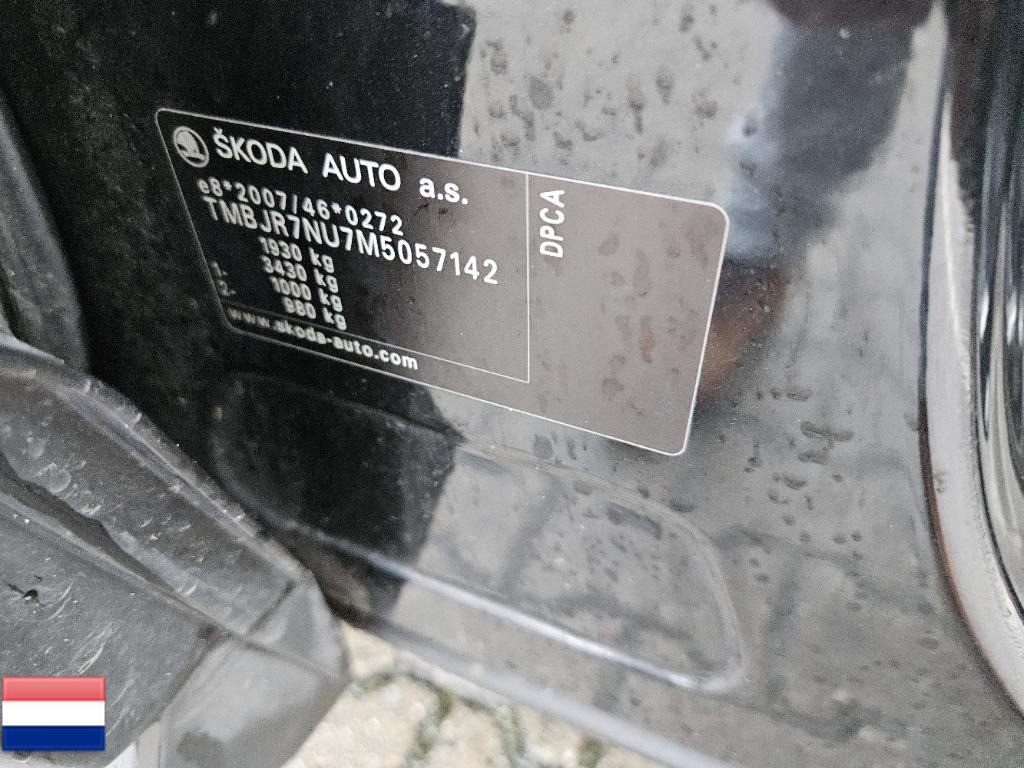 ŠKODA AUTO a.s.
e8*2007/46*0272
TMBJR7NU7M5057142
1930 kg
3430 kg
1- 1000 kg
2- 980 kg
www.skoda-auto.com
DPCA